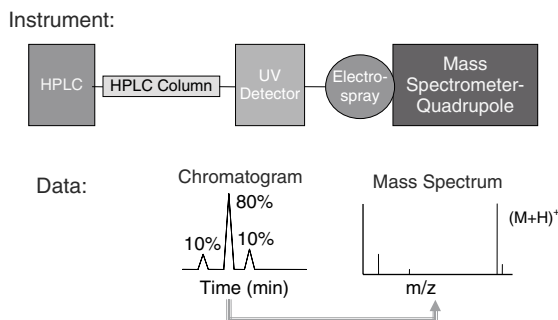 Instrument:
HPLC
HPLC Column
UV
Detector
Electro-
spray
Mass
Spectrometer-
Quadrupole
Data:
Chromatogram
80%
10%
10%
Time (min)
Mass Spectrum
(M+H)⁺
m/z